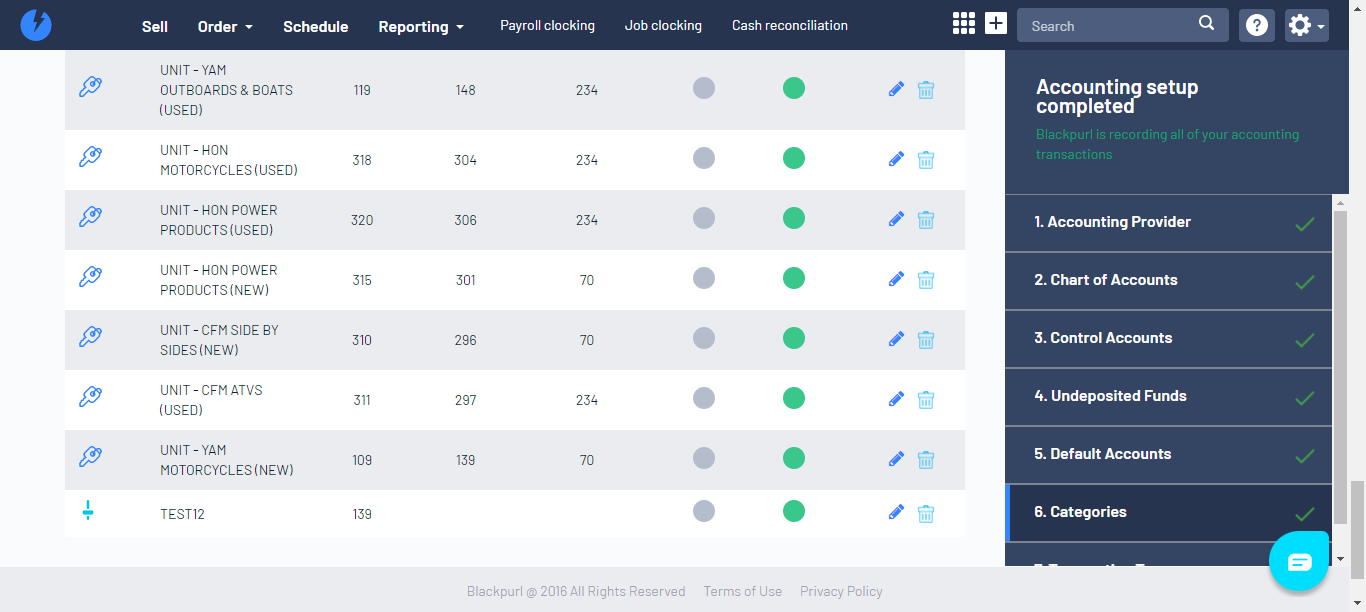 Sell Order Schedule Reporting Payroll clocking Job clocking Cash reconciliation Search
UNIT - YAM
OUTBOARDS & BOATS
(USED)
119 148 234
UNIT - HON
MOTORCYCLES (USED)
318 304 234
UNIT - HON POWER
PRODUCTS (USED)
320 306 234
UNIT - HON POWER
PRODUCTS (NEW)
315 301 70
UNIT - CFM SIDE BY
SIDES (NEW)
310 296 70
UNIT - CFM ATVS
(USED)
311 297 234
UNIT - YAM
MOTORCYCLES (NEW)
109 139 70
TEST12 139
Accounting setup
completed
Blackpurl is recording all of your accounting
transactions
1. Accounting Provider
2. Chart of Accounts
3. Control Accounts
4. Undeposited Funds
5. Default Accounts
6. Categories
Blackpurl @ 2016 All Rights Reserved Terms of Use Privacy Policy